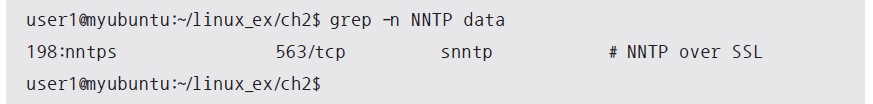 user1@myubuntu:~/linux_ex/ch2$ grep -n NNTP data
198:nntps 563/tcp snntp # NNTP over SSL
user1@myubuntu:~/linux_ex/ch2$